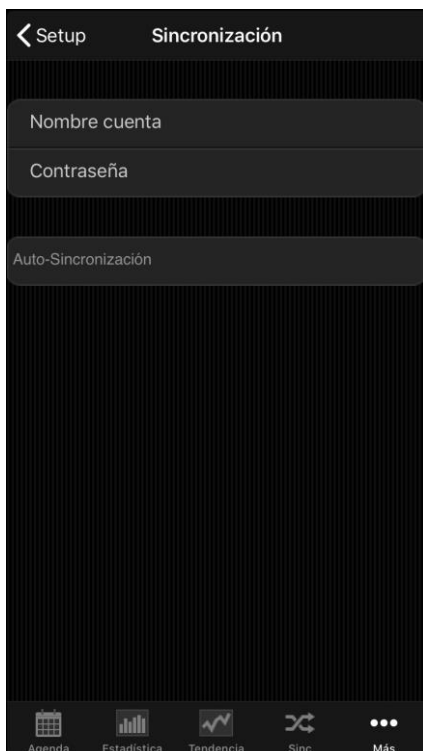 Setup
Sincronización
Nombre cuenta
Contraseña
Auto-Sincronización
Agenda
Estadística
Tendencia
Sinc
Más